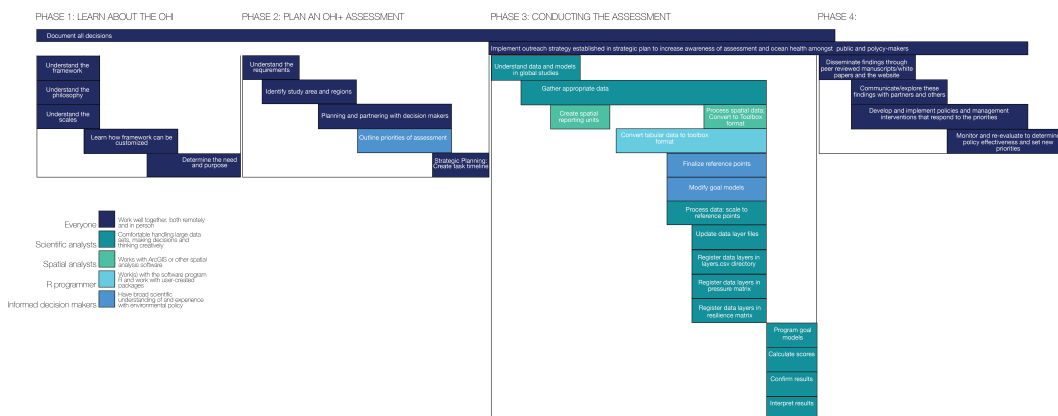 PHASE 1: LEARN ABOUT THE OHI
PHASE 2: PLAN AN OHI+ ASSESSMENT
PHASE 3: CONDUCTING THE ASSESSMENT
PHASE 4:
Document all decisions
Implement outreach strategy established in strategic plan to increase awareness of assessment and ocean health amongst public and policy-makers
Understand the
framework
Understand the
philosophy
Understand the
scales
Learn how framework can be
customized
Determine the need
and purpose
Understand the
requirements
Identify study area and regions
Planning and partnering with decision makers
Outline priorities of assessment
Strategic Planning:
Create task timeline
Understand data and models
in global studies
Gather appropriate data
Create spatial
reporting units
Process spatial data:
Convert to Toolbox
format
Convert tabular data to toolbox
format
Finalize reference points
Modify goal models
Process data: scale to
reference points
Update data layer files
Register data layers in
layers.csv directory
Register data layers in
pressure matrix
Register data layers in
resilience matrix
Program goal
models
Calculate scores
Confirm results
Interpret results
Disseminate findings through
peer reviewed manuscripts/white
papers and the website
Communicate/explore these
findings with partners and others
Develop and implement policies and management
interventions that respond to the priorities
Monitor and re-evaluate to determine
policy effectiveness and set new
priorities
Everyone
Work well together, both remotely
and in person
Scientific analysts
Comfortable handling large data
sets, making decisions and
thinking creatively
Spatial analysts
Works with ArcGIS or other spatial
analysis software
R programmer
Work(s) with the software program
R and work with user-created
packages
Informed decision makers
Have broad scientific
understanding of and experience
with environmental policy